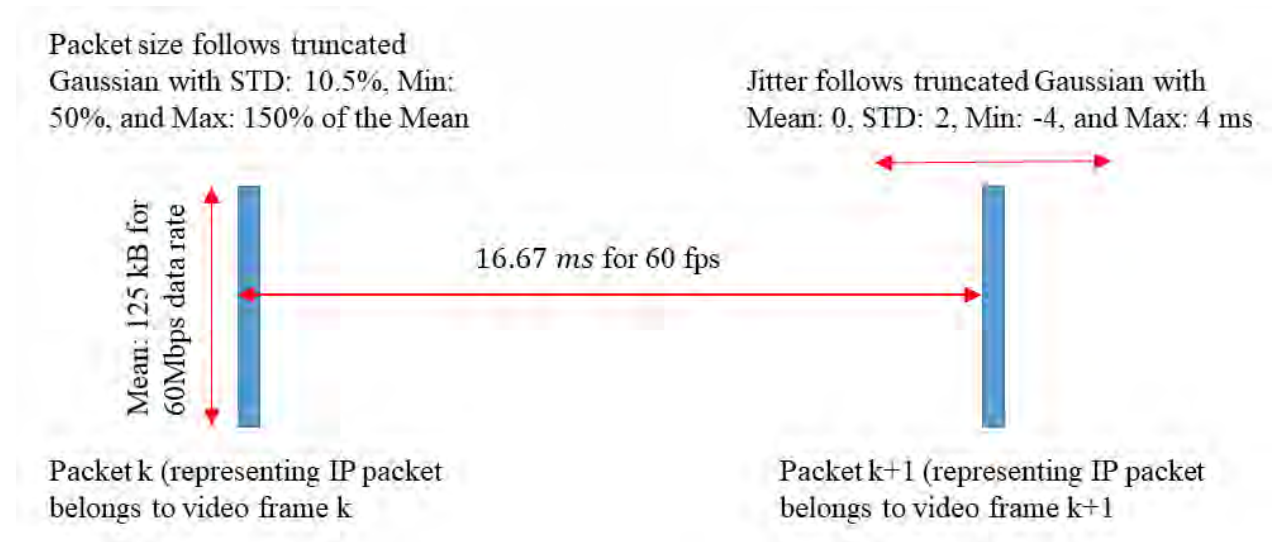 Packet size follows truncated
Gaussian with STD: 10.5%, Min:
50%, and Max: 150% of the Mean
Jitter follows truncated Gaussian with
Mean: 0, STD: 2, Min: -4, and Max: 4 ms
Mean: 125 kB for
60Mbps data rate
16.67 ms for 60 fps
Packet k (representing IP packet
belongs to video frame k
Packet k+1 (representing IP packet
belongs to video frame k+1